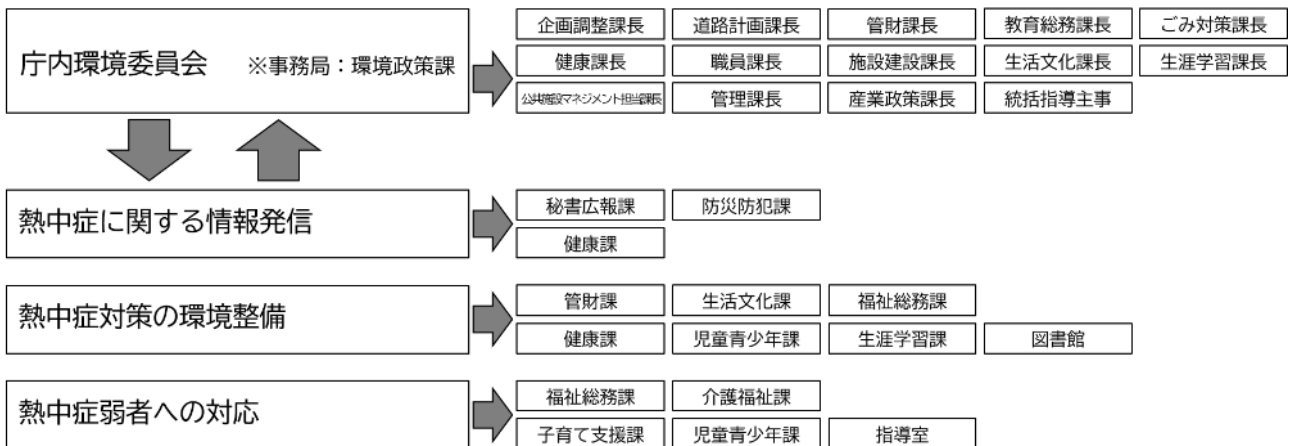 企画調整課長 道路計画課長 管財課長 教育総務課長 ごみ対策課長
庁内環境委員会 ※事務局：環境政策課 健康課長 職員課長 施設建設課長 生活文化課長 生涯学習課長
公共施設マネジメント担当課長 管理課長 産業政策課長 統括指導主事
熱中症に関する情報発信 秘書広報課 防災防犯課
健康課
熱中症対策の環境整備 管財課 生活文化課 福祉総務課
健康課 児童青少年課 生涯学習課 図書館
熱中症弱者への対応 福祉総務課 介護福祉課
子育て支援課 児童青少年課 指導室